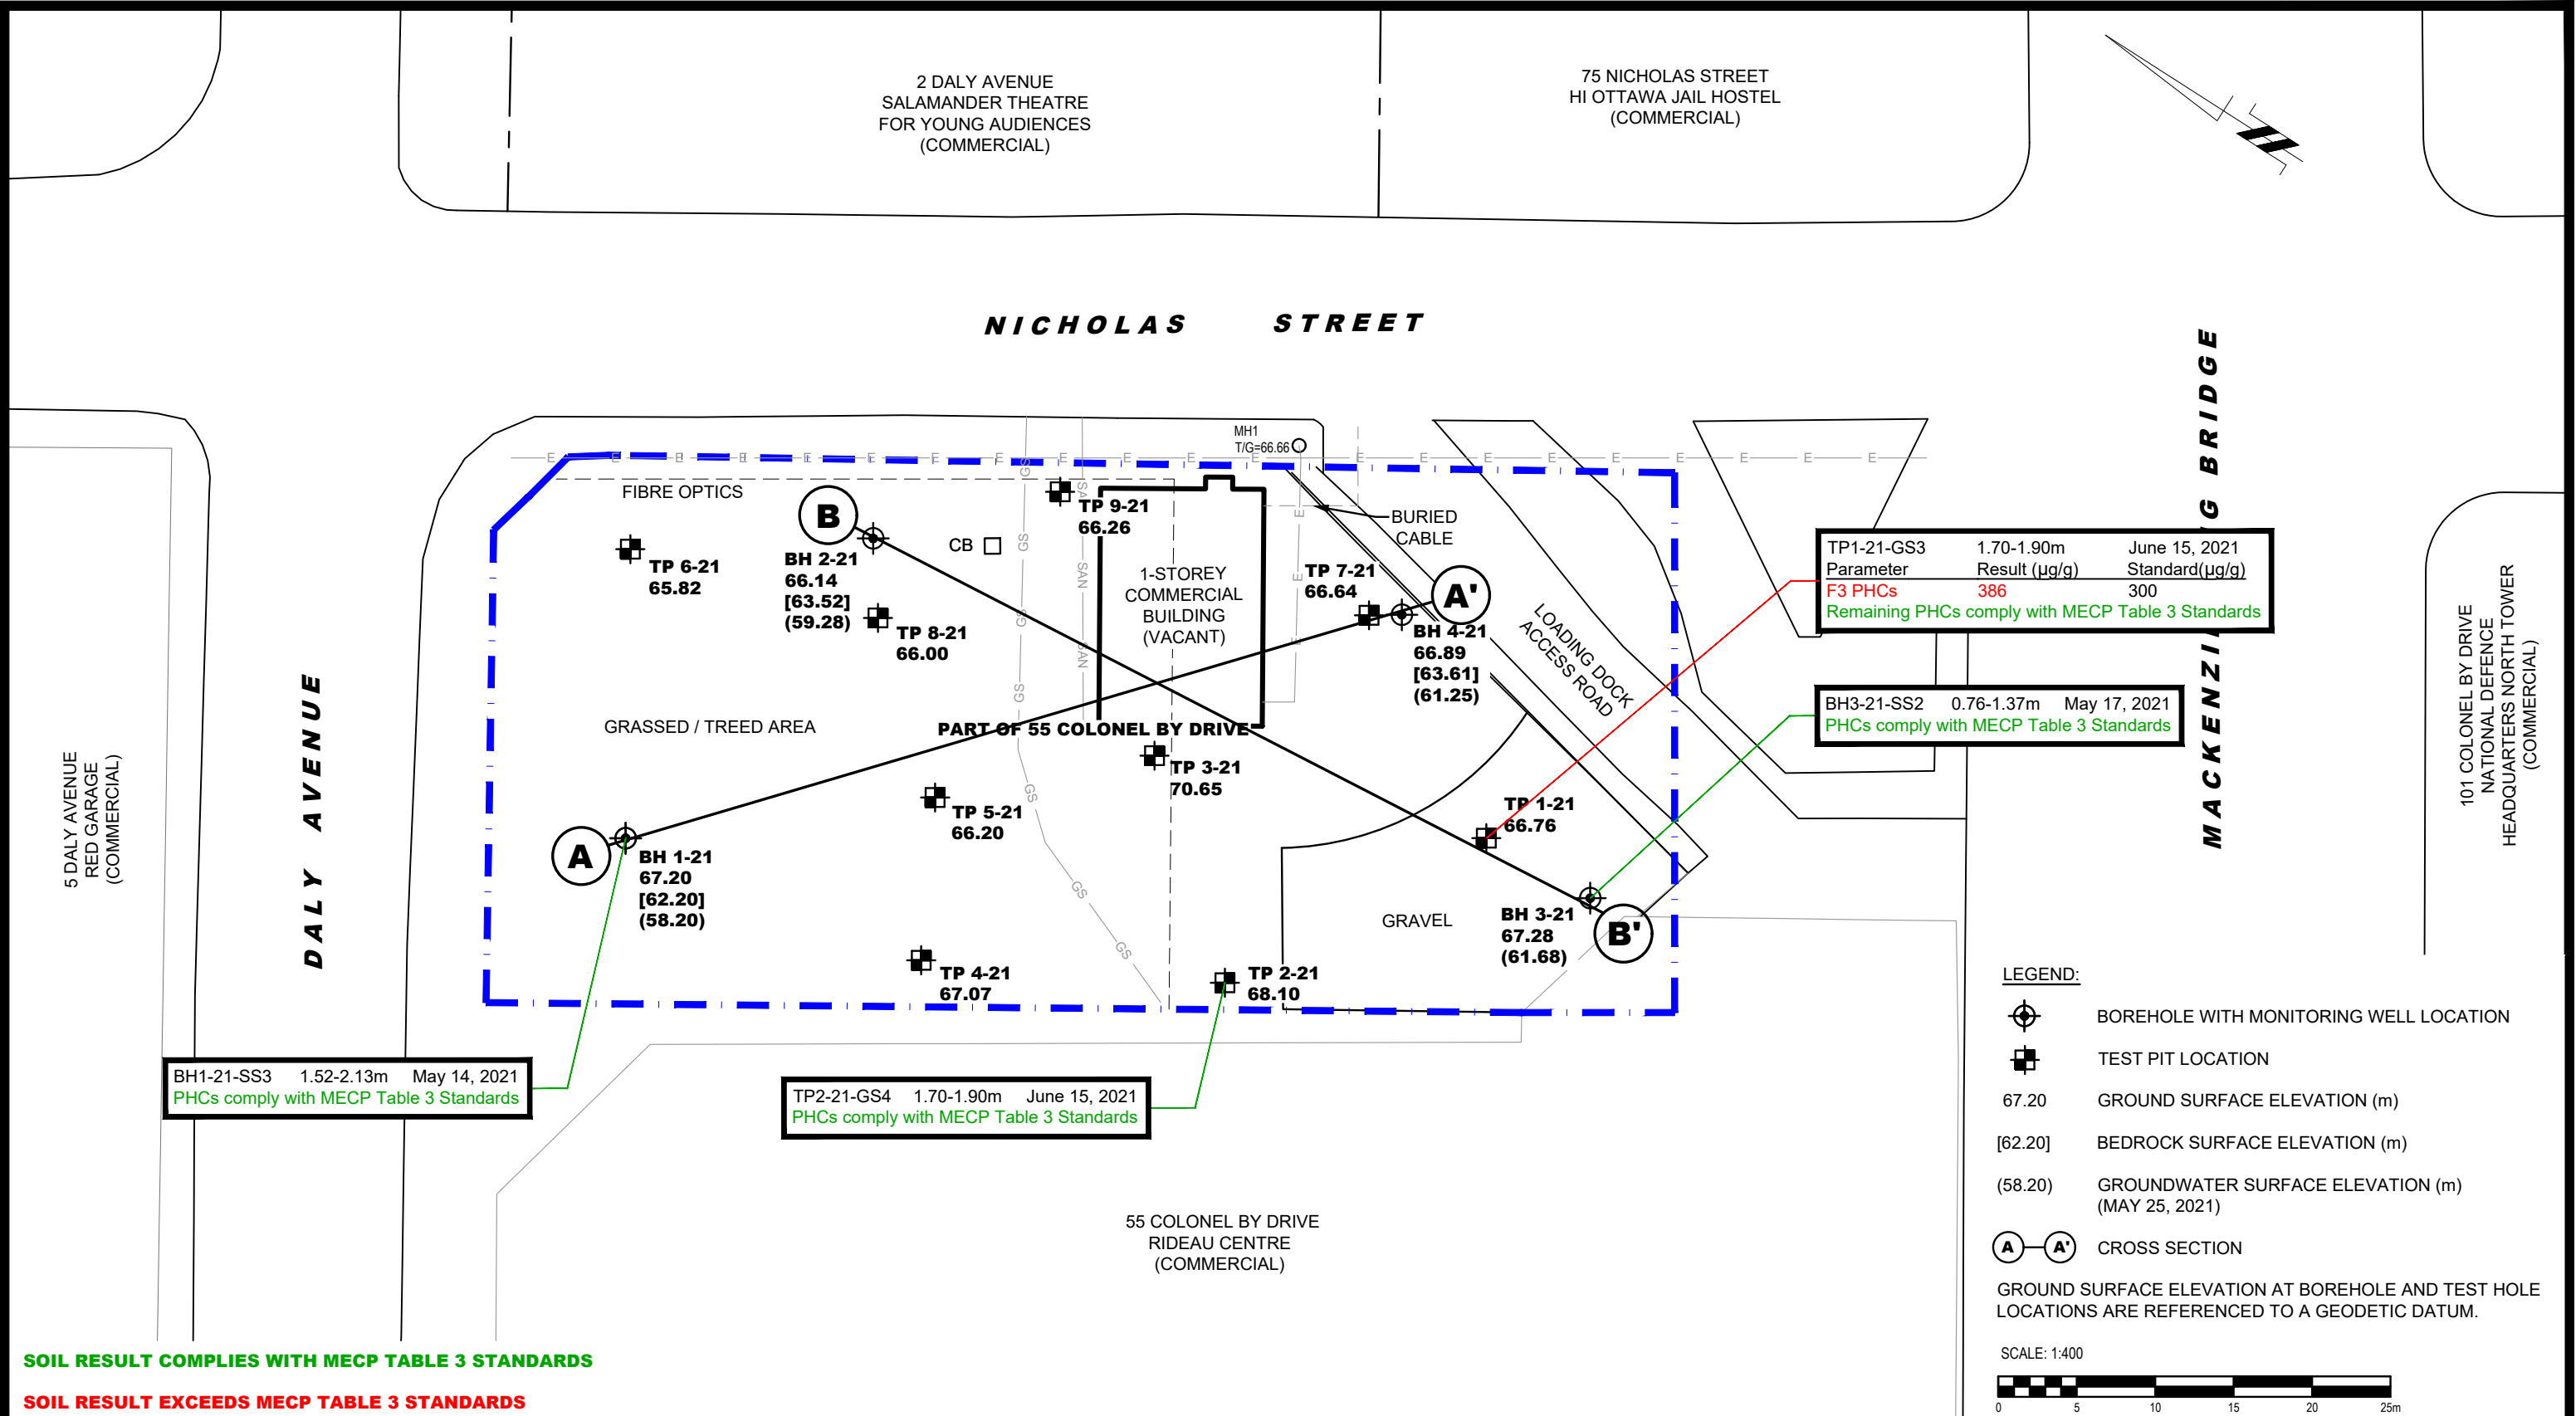 2 DALY AVENUE
SALAMANDER THEATRE
FOR YOUNG AUDIENCES
(COMMERCIAL)
75 NICHOLAS STREET
HI OTTAWA JAIL HOSTEL
(COMMERCIAL)
NICHOLAS STREET
DALY AVENUE
5 DALY AVENUE
RED GARAGE
(COMMERCIAL)
MH1
T/G=66.66
E E E E E E E E E E E E E E E E E E E E E
FIBRE OPTICS
B
BH 2-21
66.14
[63.52]
(59.28)
TP 6-21
65.82
TP 8-21
66.00
CB
TP 9-21
66.26
GS GS GS GS GS GS GS
SA SAN SAN
E E E
1-STOREY
COMMERCIAL
BUILDING
(VACANT)
BURIED
CABLE
TP 7-21
66.64
A'
BH 4-21
66.89
[63.61]
(61.25)
LOADING DOCK
ACCESS ROAD
GRASSED / TREED AREA
PART OF 55 COLONEL BY DRIVE
TP 3-21
70.65
TP 5-21
66.20
TP 1-21
66.76
A
BH 1-21
67.20
[62.20]
(58.20)
TP 4-21
67.07
TP 2-21
68.10
GRAVEL
BH 3-21
67.28
(61.68)
B'
TP1-21-GS3 1.70-1.90m June 15, 2021
Parameter Result (µg/g) Standard(µg/g)
F3 PHCs 386 300
Remaining PHCs comply with MECP Table 3 Standards
BH3-21-SS2 0.76-1.37m May 17, 2021
PHCs comply with MECP Table 3 Standards
BH1-21-SS3 1.52-2.13m May 14, 2021
PHCs comply with MECP Table 3 Standards
TP2-21-GS4 1.70-1.90m June 15, 2021
PHCs comply with MECP Table 3 Standards
MACKENZI G BRIDGE
101 COLONEL BY DRIVE
NATIONAL DEFENCE
HEADQUARTERS NORTH TOWER
(COMMERCIAL)
55 COLONEL BY DRIVE
RIDEAU CENTRE
(COMMERCIAL)
LEGEND:
BOREHOLE WITH MONITORING WELL LOCATION
TEST PIT LOCATION
67.20 GROUND SURFACE ELEVATION (m)
[62.20] BEDROCK SURFACE ELEVATION (m)
(58.20) GROUNDWATER SURFACE ELEVATION (m)
(MAY 25, 2021)
A A' CROSS SECTION
GROUND SURFACE ELEVATION AT BOREHOLE AND TEST HOLE
LOCATIONS ARE REFERENCED TO A GEODETIC DATUM.
SCALE: 1:400
0 5 10 15 20 25m
SOIL RESULT COMPLIES WITH MECP TABLE 3 STANDARDS
SOIL RESULT EXCEEDS MECP TABLE 3 STANDARDS